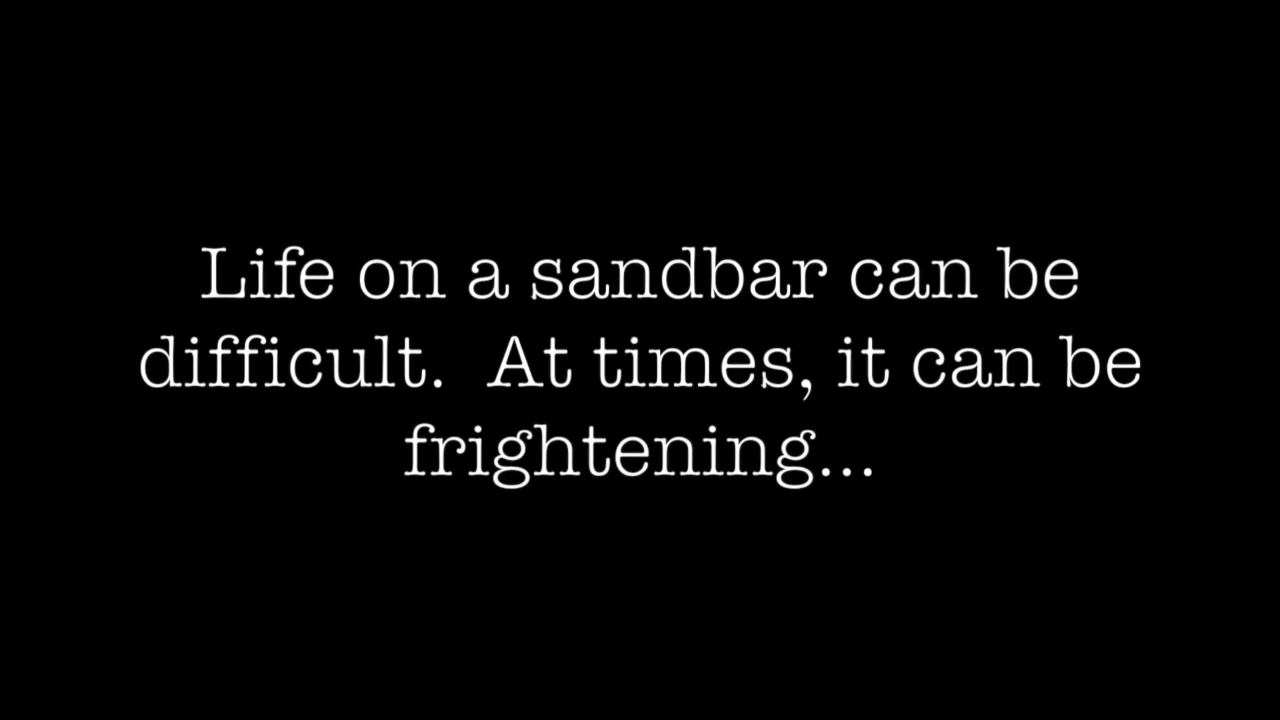 Life on a sandbar can be
difficult.  At times, it can be
frightening...